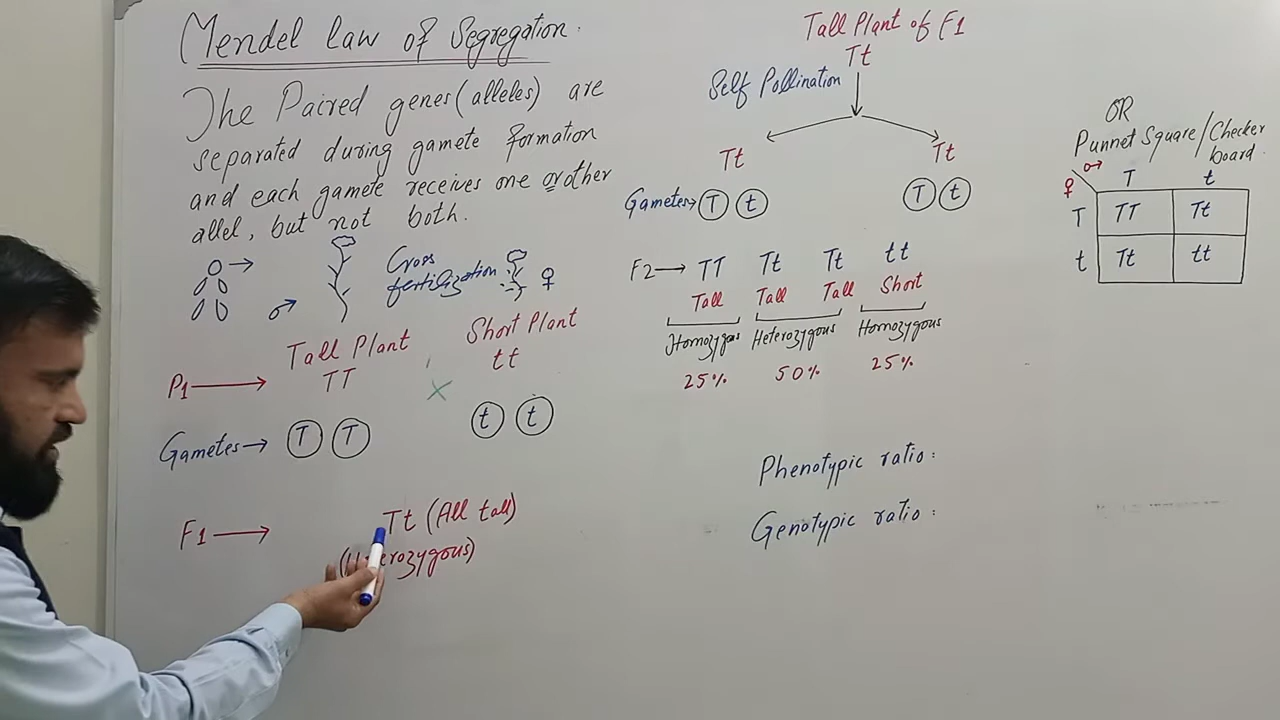 Mendel law of Segregation.
The Paired genes (alleles) are
separated during gamete formation
and each gamete receives one or other
allel, but not both.
Cross
fertilization ♀
♂
Tall Plant Short Plant
P1 → TT × tt
Gametes → T T t t
F1 → Tt (All tall)
(Heterozygous)
Tall Plant of F1
Tt
Self Pollination
Tt Tt
Gametes → T t T t
F2 → TT Tt Tt tt
Tall Tall Tall Short
Homozygous Heterozygous Homozygous
25% 50% 25%
Phenotypic ratio:
Genotypic ratio:
OR
Punnet Square/Checker
board.
♂
♀ T t
T TT Tt
t Tt tt